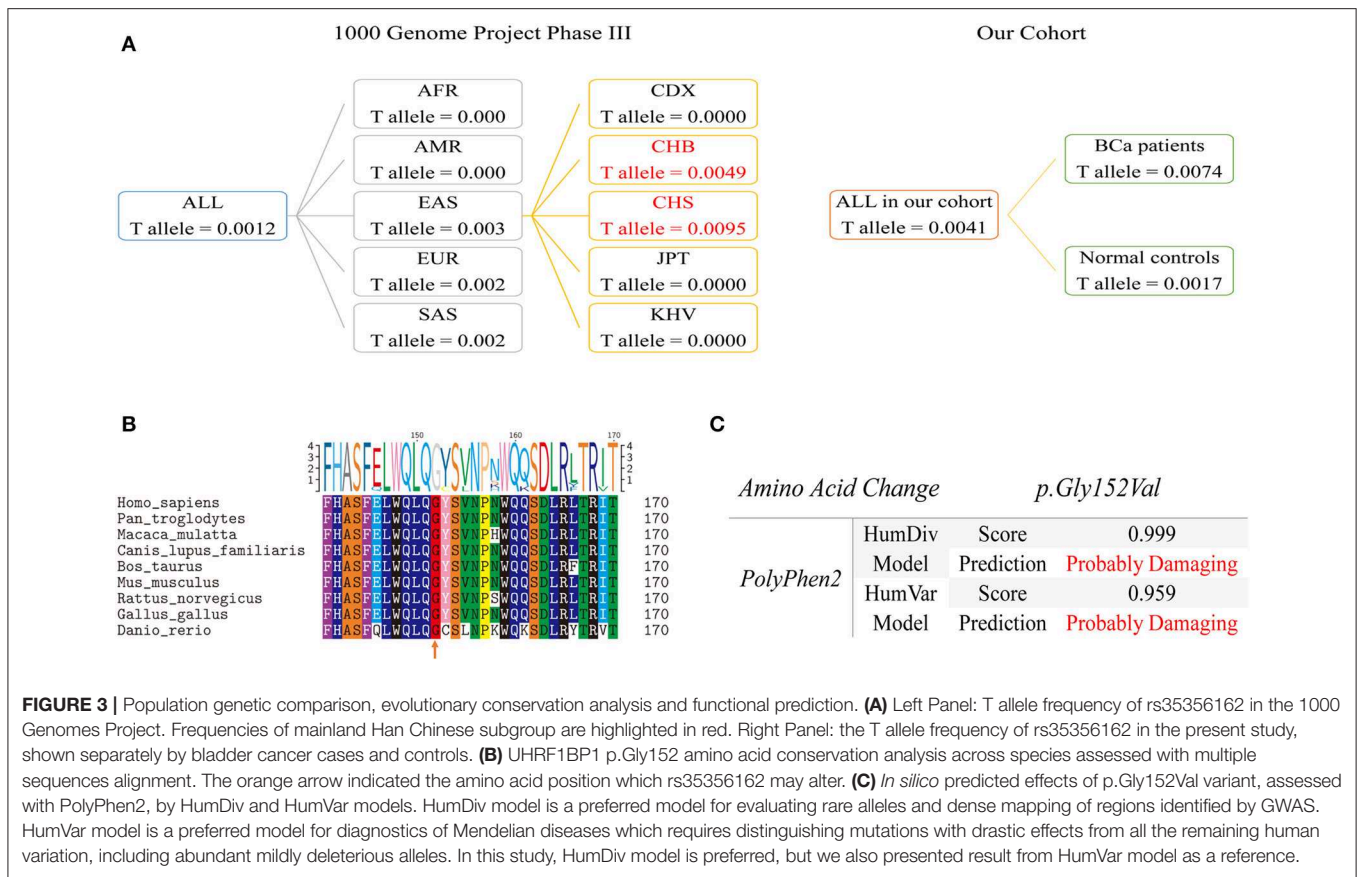 A
1000 Genome Project Phase III
Our Cohort
ALL
T allele = 0.0012
AFR
T allele = 0.000
AMR
T allele = 0.000
EAS
T allele = 0.003
EUR
T allele = 0.002
SAS
T allele = 0.002
CDX
T allele = 0.0000
CHB
T allele = 0.0049
CHS
T allele = 0.0095
JPT
T allele = 0.0000
KHV
T allele = 0.0000
ALL in our cohort
T allele = 0.0041
BCa patients
T allele = 0.0074
Normal controls
T allele = 0.0017
B
150 160 170
4 4
3 3
2 2
1 1
Homo_sapiens FHASFELWQLQGYSVNPNWQQSDLRLTRIT 170
Pan_troglodytes FHASFELWQLQGYSVNPNWQQSDLRLTRIT 170
Macaca_mulatta FHASFELWQLQGYSVNPHWQQSDLRLTRIT 170
Canis_lupus_familiaris FHASFELWQLQGYSVNPNWQQSDLRLTRIT 170
Bos_taurus FHASFELWQLQGYSVNPNWQQSDLRFTRIT 170
Mus_musculus FHASFELWQLQGYSVNPNWQQSDLRLTRIT 170
Rattus_norvegicus FHASFELWQLQGYSVNPSWQQSDLRLTRIT 170
Gallus_gallus FHASFELWQLQGYSVNPNWQQSDLRLTRIT 170
Danio_rerio FHASFQLWQLQGCSLNPKWQKSDLRYTRVT 170
C
Amino Acid Change p.Gly152Val
PolyPhen2
HumDiv Score 0.999
Model Prediction Probably Damaging
HumVar Score 0.959
Model Prediction Probably Damaging
FIGURE 3 | Population genetic comparison, evolutionary conservation analysis and functional prediction. (A) Left Panel: T allele frequency of rs35356162 in the 1000
Genomes Project. Frequencies of mainland Han Chinese subgroup are highlighted in red. Right Panel: the T allele frequency of rs35356162 in the present study,
shown separately by bladder cancer cases and controls. (B) UHRF1BP1 p.Gly152 amino acid conservation analysis across species assessed with multiple
sequences alignment. The orange arrow indicated the amino acid position which rs35356162 may alter. (C) In silico predicted effects of p.Gly152Val variant, assessed
with PolyPhen2, by HumDiv and HumVar models. HumDiv model is a preferred model for evaluating rare alleles and dense mapping of regions identified by GWAS.
HumVar model is a preferred model for diagnostics of Mendelian diseases which requires distinguishing mutations with drastic effects from all the remaining human
variation, including abundant mildly deleterious alleles. In this study, HumDiv model is preferred, but we also presented result from HumVar model as a reference.